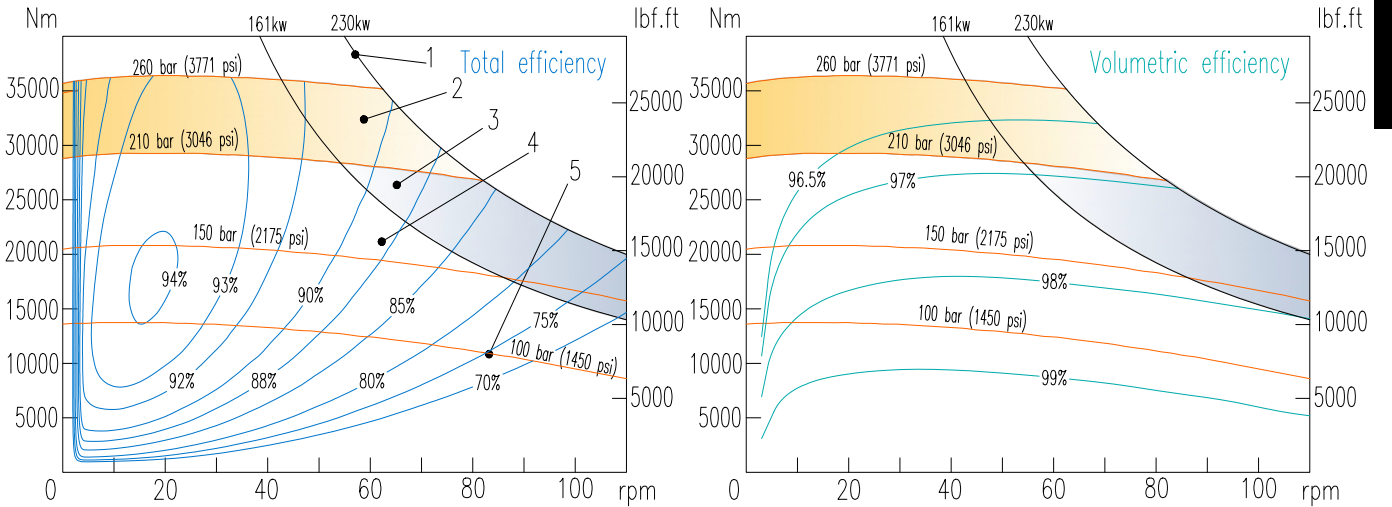 Nm
161kw
230kw
lbf.ft
Total efficiency
260 bar (3771 psi)
210 bar (3046 psi)
150 bar (2175 psi)
100 bar (1450 psi)
1
2
3
4
5
35000
30000
25000
20000
15000
10000
5000
25000
20000
15000
10000
5000
94%
93%
90%
85%
75%
92%
88%
80%
70%
0
20
40
60
80
100
rpm
Nm
161kw
230kw
lbf.ft
Volumetric efficiency
260 bar (3771 psi)
210 bar (3046 psi)
150 bar (2175 psi)
100 bar (1450 psi)
35000
30000
25000
20000
15000
10000
5000
25000
20000
15000
10000
5000
96.5%
97%
98%
99%
0
20
40
60
80
100
rpm